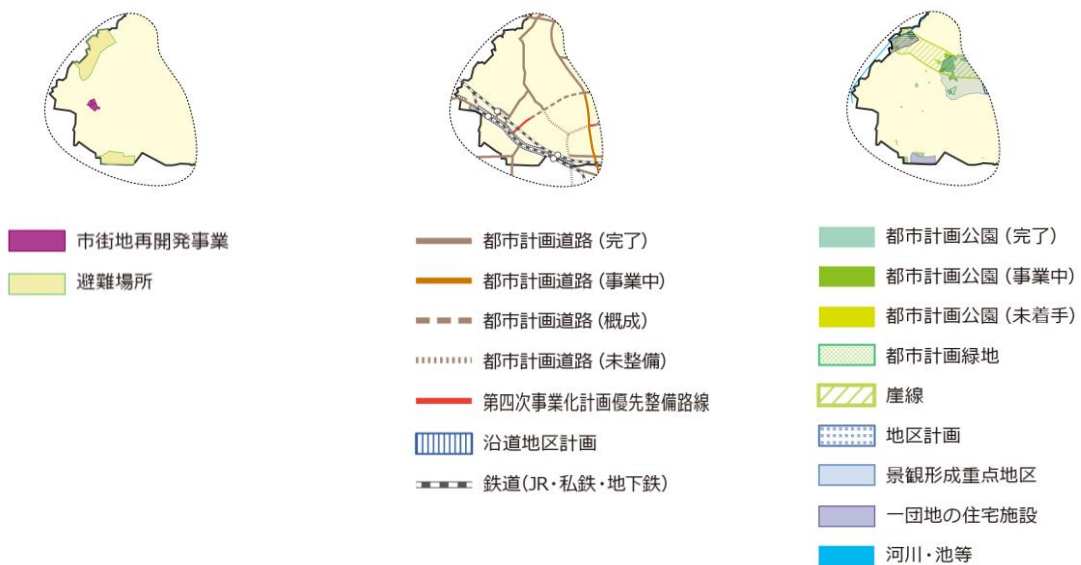 市街地再開発事業
避難場所
都市計画道路(完了)
都市計画道路(事業中)
都市計画道路(概成)
都市計画道路(未整備)
第四次事業化計画優先整備路線
沿道地区計画
鉄道(JR・私鉄・地下鉄)
都市計画公園(完了)
都市計画公園(事業中)
都市計画公園(未着手)
都市計画緑地
崖線
地区計画
景観形成重点地区
一団地の住宅施設
河川・池等